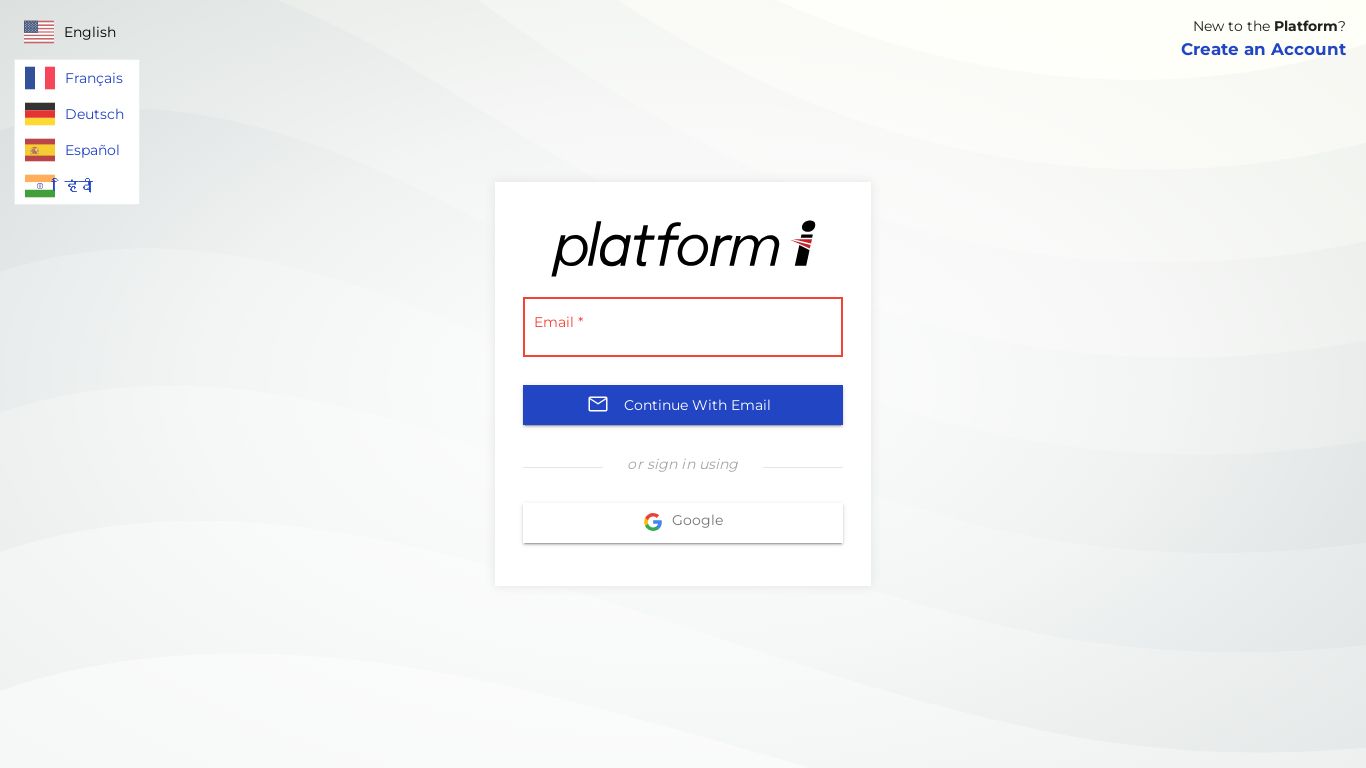 English
Français
Deutsch
Español
हिंदी
New to the Platform?
Create an Account
platform i
Email *
Continue With Email
or sign in using
Google